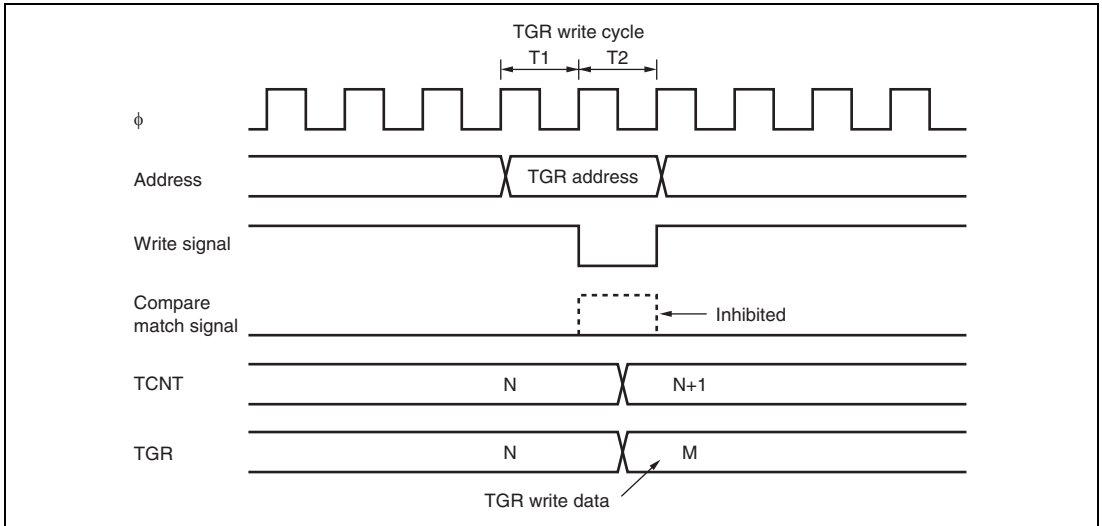 TGR write cycle
T1 T2
ϕ
Address TGR address
Write signal
Compare
match signal
Inhibited
TCNT N N+1
TGR N M
TGR write data